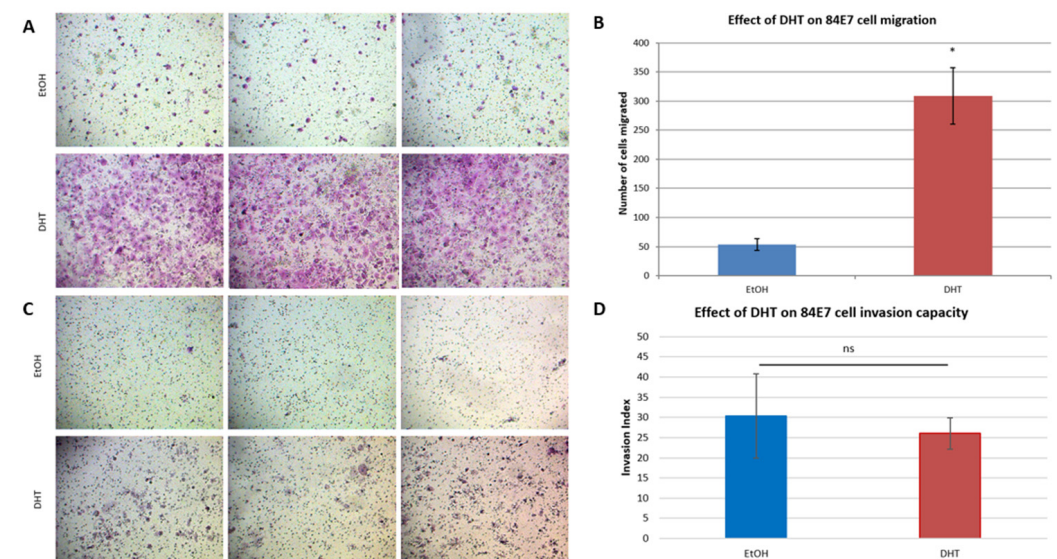 A
EtOH
DHT
B
Effect of DHT on 84E7 cell migration
Number of cells migrated
400
350
300
250
200
150
100
50
0
*
EtOH
DHT
C
EtOH
DHT
D
Effect of DHT on 84E7 cell invasion capacity
Invasion Index
50
45
40
35
30
25
20
15
10
5
0
ns
EtOH
DHT